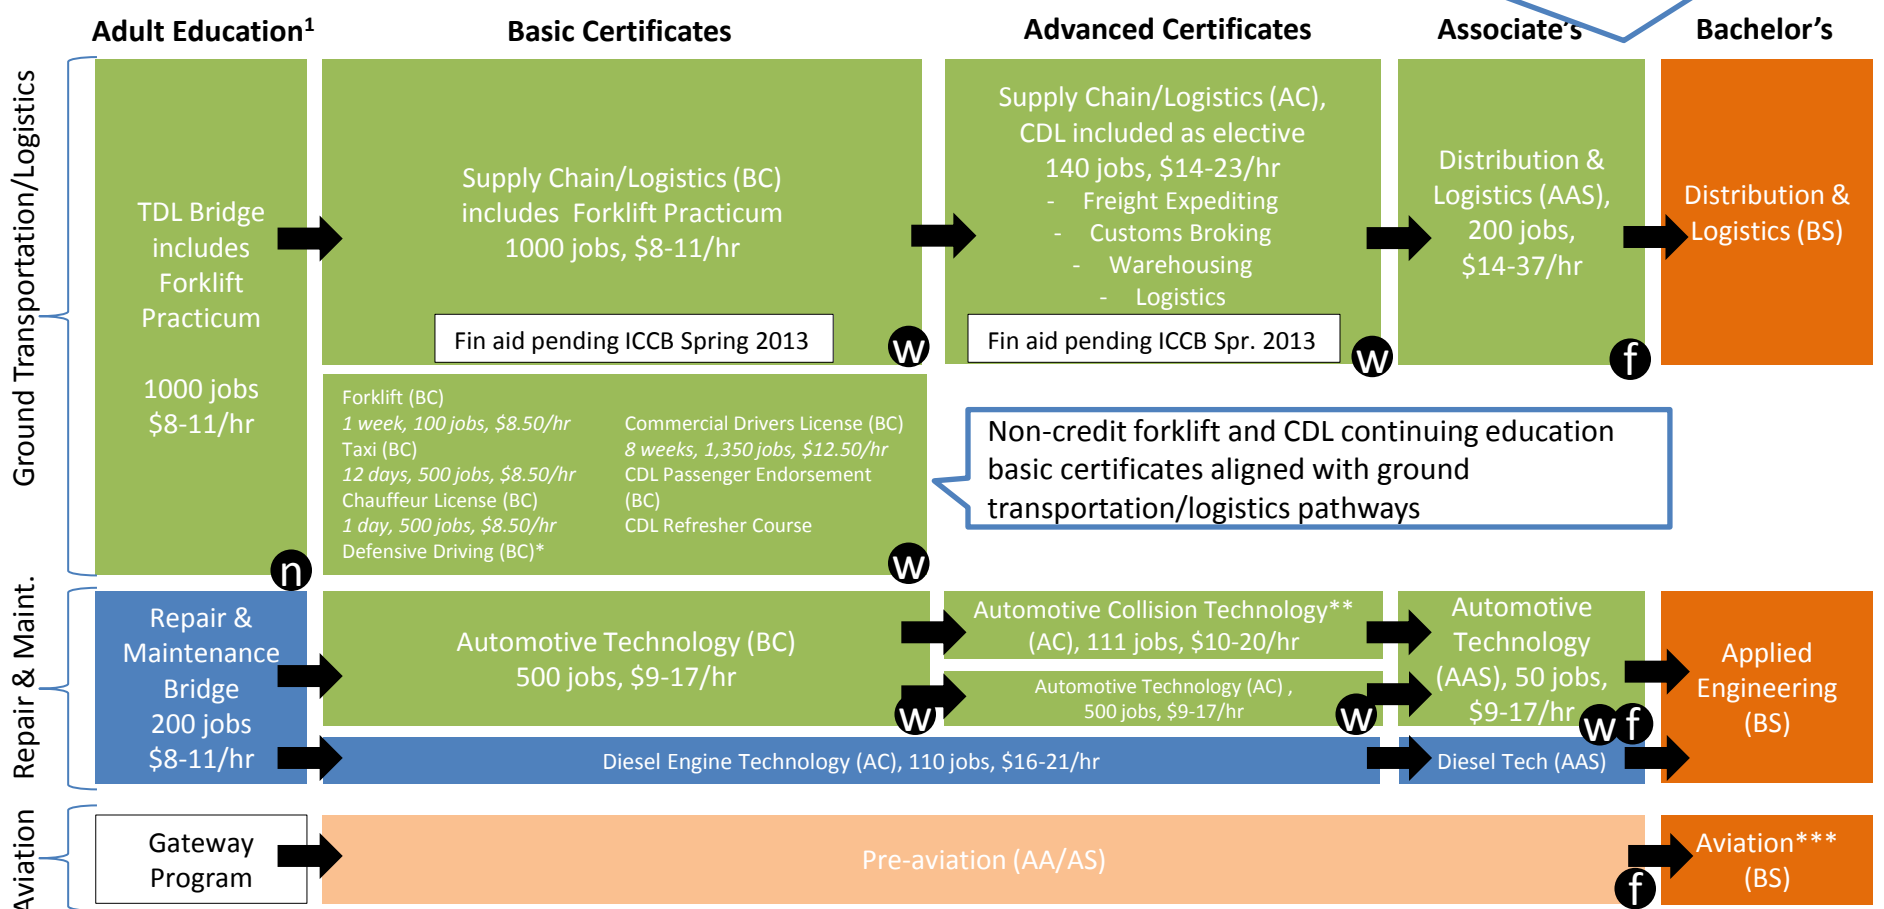 Adult Education1
Basic Certificates
Advanced Certificates
Associate's
Bachelor's
Ground Transportation/Logistics
TDL Bridge
includes
Forklift
Practicum
1000 jobs
$8-11/hr
n
Supply Chain/Logistics (BC)
includes Forklift Practicum
1000 jobs, $8-11/hr
Fin aid pending ICCB Spring 2013
w
Supply Chain/Logistics (AC),
CDL included as elective
140 jobs, $14-23/hr
- Freight Expediting
- Customs Broking
- Warehousing
- Logistics
Fin aid pending ICCB Spr. 2013
w
Distribution &
Logistics (AAS),
200 jobs,
$14-37/hr
f
Distribution &
Logistics (BS)
Forklift (BC)
1 week, 100 jobs, $8.50/hr
Taxi (BC)
12 days, 500 jobs, $8.50/hr
Chauffeur License (BC)
1 day, 500 jobs, $8.50/hr
Defensive Driving (BC)*
Commercial Drivers License (BC)
8 weeks, 1,350 jobs, $12.50/hr
CDL Passenger Endorsement
(BC)
CDL Refresher Course
w
Non-credit forklift and CDL continuing education
basic certificates aligned with ground
transportation/logistics pathways
Repair & Maint.
Repair &
Maintenance
Bridge
200 jobs
$8-11/hr
Automotive Technology (BC)
500 jobs, $9-17/hr
w
Automotive Collision Technology**
(AC), 111 jobs, $10-20/hr
Automotive Technology (AC) ,
500 jobs, $9-17/hr
w
Automotive
Technology
(AAS), 50 jobs,
$9-17/hr
w f
Applied
Engineering
(BS)
Diesel Engine Technology (AC), 110 jobs, $16-21/hr
Diesel Tech (AAS)
Aviation
Gateway
Program
Pre-aviation (AA/AS)
f
Aviation***
(BS)